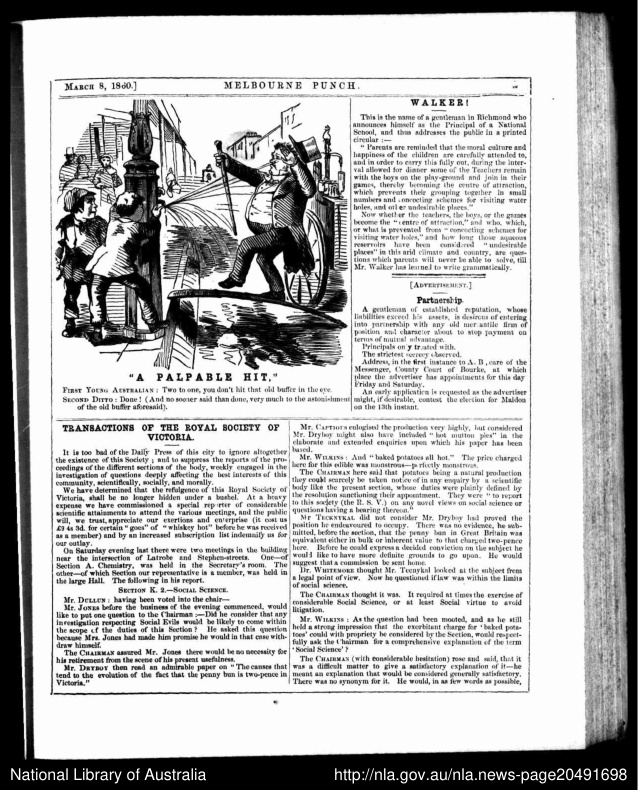 MARCH 8, 1860.]
MELBOURNE PUNCH.
"A PALPABLE HIT,"
FIRST YOUNG AUSTRALIAN : Two to one, you don't hit that old buffer in the eye.
SECOND DITTO : Done ! (And no sooner said than done, very much to the astonishment
of the old buffer aforesaid).
WALKER!
This is the name of a gentleman in Richmond who
announces himself as the Principal of a National
School, and thus addresses the public in a printed
circular :—
" Parents are reminded that the moral culture and
happiness of the children are carefully attended to,
and in order to carry this fully out, during the inter-
val allowed for dinner some of the Teachers remain
with the boys on the play-ground and join in their
games, thereby becoming the centre of attraction,
which prevents their grouping together in small
numbers and concocting schemes for visiting water
holes, and other undesirable places."
Now whether the teachers, the boys, or the games
become the "centre of attraction," and who, which,
or what is prevented from " concocting schemes for
visiting water holes," and how long those aqueous
reservoirs have been considered " undesirable
places" in this arid climate and country, are ques-
tions which parents will never be able to solve, till
Mr. Walker has learned to write grammatically.
[ADVERTISEMENT.]
Partnership.
A gentleman of established reputation, whose
liabilities exceed his assets, is desirous of entering
into partnership with any old mercantile firm of
position and character about to stop payment on
terms of mutual advantage.
Principals only treated with.
The strictest secrecy observed.
Address, in the first instance to A. B., care of the
Messenger, County Court of Bourke, at which
place the advertiser has appointments for this day
Friday and Saturday.
An early application is requested as the advertiser
might, if desirable, contest the election for Maldon
on the 13th instant.
TRANSACTIONS OF THE ROYAL SOCIETY OF
VICTORIA.
It is too bad of the Daily Press of this city to ignore altogether
the existence of this Society ; and to suppress the reports of the pro-
ceedings of the different sections of the body, weekly engaged in the
investigation of questions deeply affecting the best interests of this
community, scientifically, socially, and morally.
We have determined that the refulgence of this Royal Society of
Victoria, shall be no longer hidden under a bushel. At a heavy
expense we have commissioned a special reporter of considerable
scientific attainments to attend the various meetings, and the public
will, we trust, appreciate our exertions and enterprise (it cost us
£3 4s 3d. for certain "goes" of "whiskey hot" before he was received
as a member) and by an increased subscription list indemnify us for
our outlay.
On Saturday evening last there were two meetings in the building
near the intersection of Latrobe and Stephen-streets. One—of
Section A. Chemistry, was held in the Secretary's room. The
other—of which Section our representative is a member, was held in
the large Hall. The following in his report.
SECTION K. 2.—SOCIAL SCIENCE.
Mr. DULLUN : having been voted into the chair—
Mr. JONES before the business of the evening commenced, would
like to put one question to the Chairman :—Did he consider that any
investigation respecting Social Evils would be likely to come within
the scope of the duties of this Section ? He asked this question
because Mrs. Jones had made him promise he would in that case with-
draw himself.
The CHAIRMAN assured Mr. Jones there would be no necessity for
his retirement from the scene of his present usefulness.
Mr. DRYBOY then read an admirable paper on "The causes that
tend to the evolution of the fact that the penny bun is two-pence in
Victoria."
Mr. CAPTIOUS eulogised the production very highly, but considered
Mr. Dryboy might also have included "hot mutton pies" in the
elaborate and extended enquiries upon which his paper has been
based.
Mr. WILKINS : And "baked potatoes all hot." The price charged
here for this edible was monstrous—perfectly monstrous.
The CHAIRMAN here said that potatoes being a natural production
they could scarcely be taken notice of in any enquiry by a scientific
body like the present section, whose duties were plainly defined by
the resolution sanctioning their appointment. They were "to report
to this society (the R. S. V.) on any novel views on social science or
questions having a bearing thereon."
Mr TECNYKAL did not consider Mr. Dryboy had proved the
position he endeavoured to occupy. There was no evidence, he sub-
mitted, before the section, that the penny bun in Great Britain was
equivalent either in bulk or inherent value to that charged two-pence
here. Before he could express a decided conviction on the subject he
would like to have more definite grounds to go upon. He would
suggest that a commission be sent home.
Dr. WHITEMORE thought Mr. Tecnykal looked at the subject from
a legal point of view. Now he questioned if law was within the limits
of social science.
The CHAIRMAN thought it was. It required at times the exercise of
considerable Social Science, or at least Social virtue to avoid
litigation.
Mr. WILKINS : As the question had been mooted, and as he still
held a strong impression that the exorbitant charge for 'baked pota-
toes' could with propriety be considered by the Section, would respect-
fully ask the Chairman for a comprehensive explanation of the term
'Social Science'?
The CHAIRMAN (with considerable hesitation) rose and said, that it
was a difficult matter to give a satisfactory explanation of it—he
meant an explanation that would be considered generally satisfactory.
There was no synonym for it. He would, in as few words as possible,
National Library of Australia
http://nla.gov.au/nla.news-page20491698